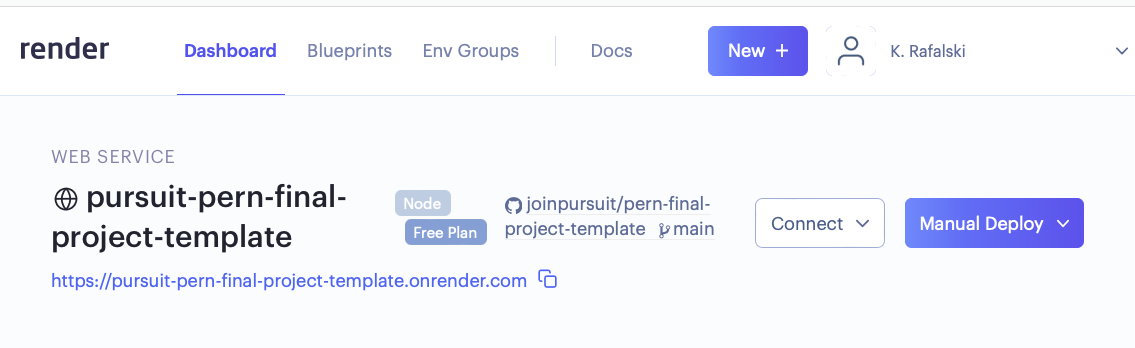 render
Dashboard
Blueprints
Env Groups
Docs
New +
K. Rafalski
WEB SERVICE
pursuit-pern-final-
project-template
Node
Free Plan
joinpursuit/pern-final-
project-template main
Connect
Manual Deploy
https://pursuit-pern-final-project-template.onrender.com